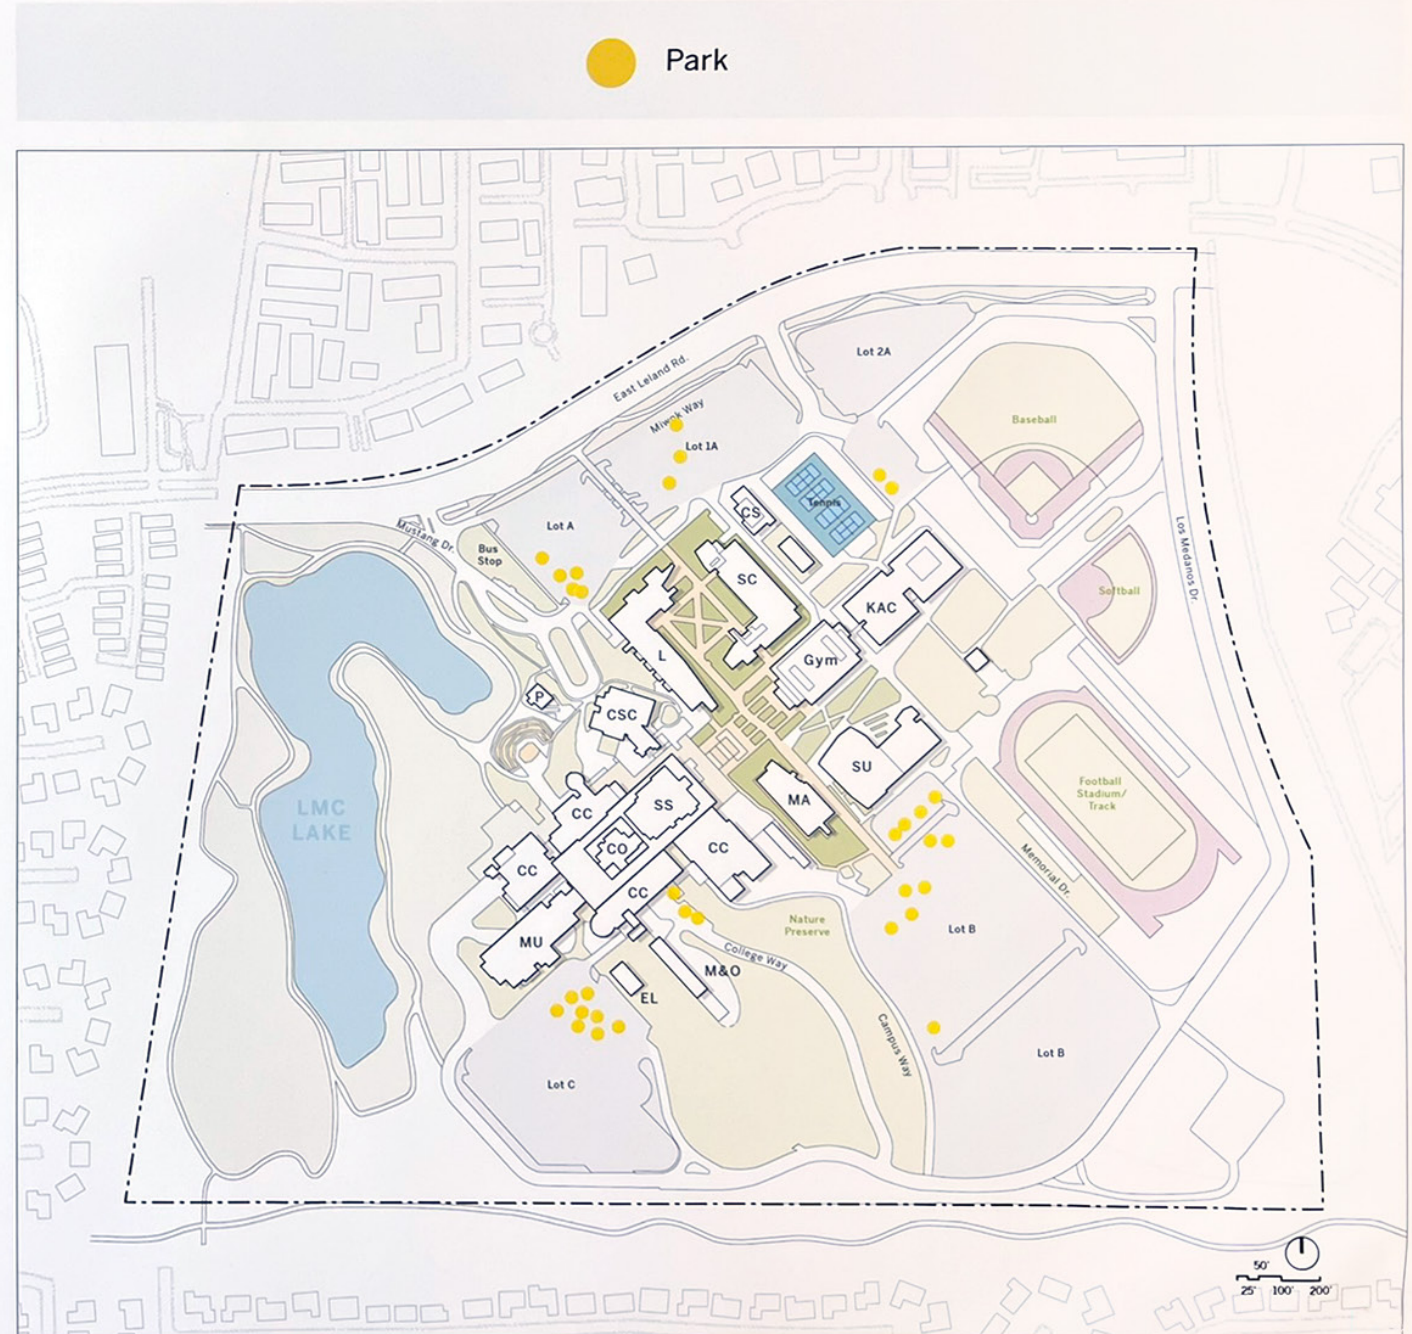 Park
Lot 2A
East Leland Rd.
Miwok Way
Lot 1A
Baseball
Tennis
CS
Lot A
Mustang Dr.
Bus
Stop
Los Medanos Dr.
SC
KAC
Softball
L
Gym
P
CSC
SU
Football
Stadium/
Track
LMC
LAKE
CC
SS
MA
CO
CC
CC
Memorial Dr.
CC
Nature
Preserve
Lot B
MU
College Way
M&O
EL
Campus Way
Lot B
Lot C
50'
25' 100' 200'